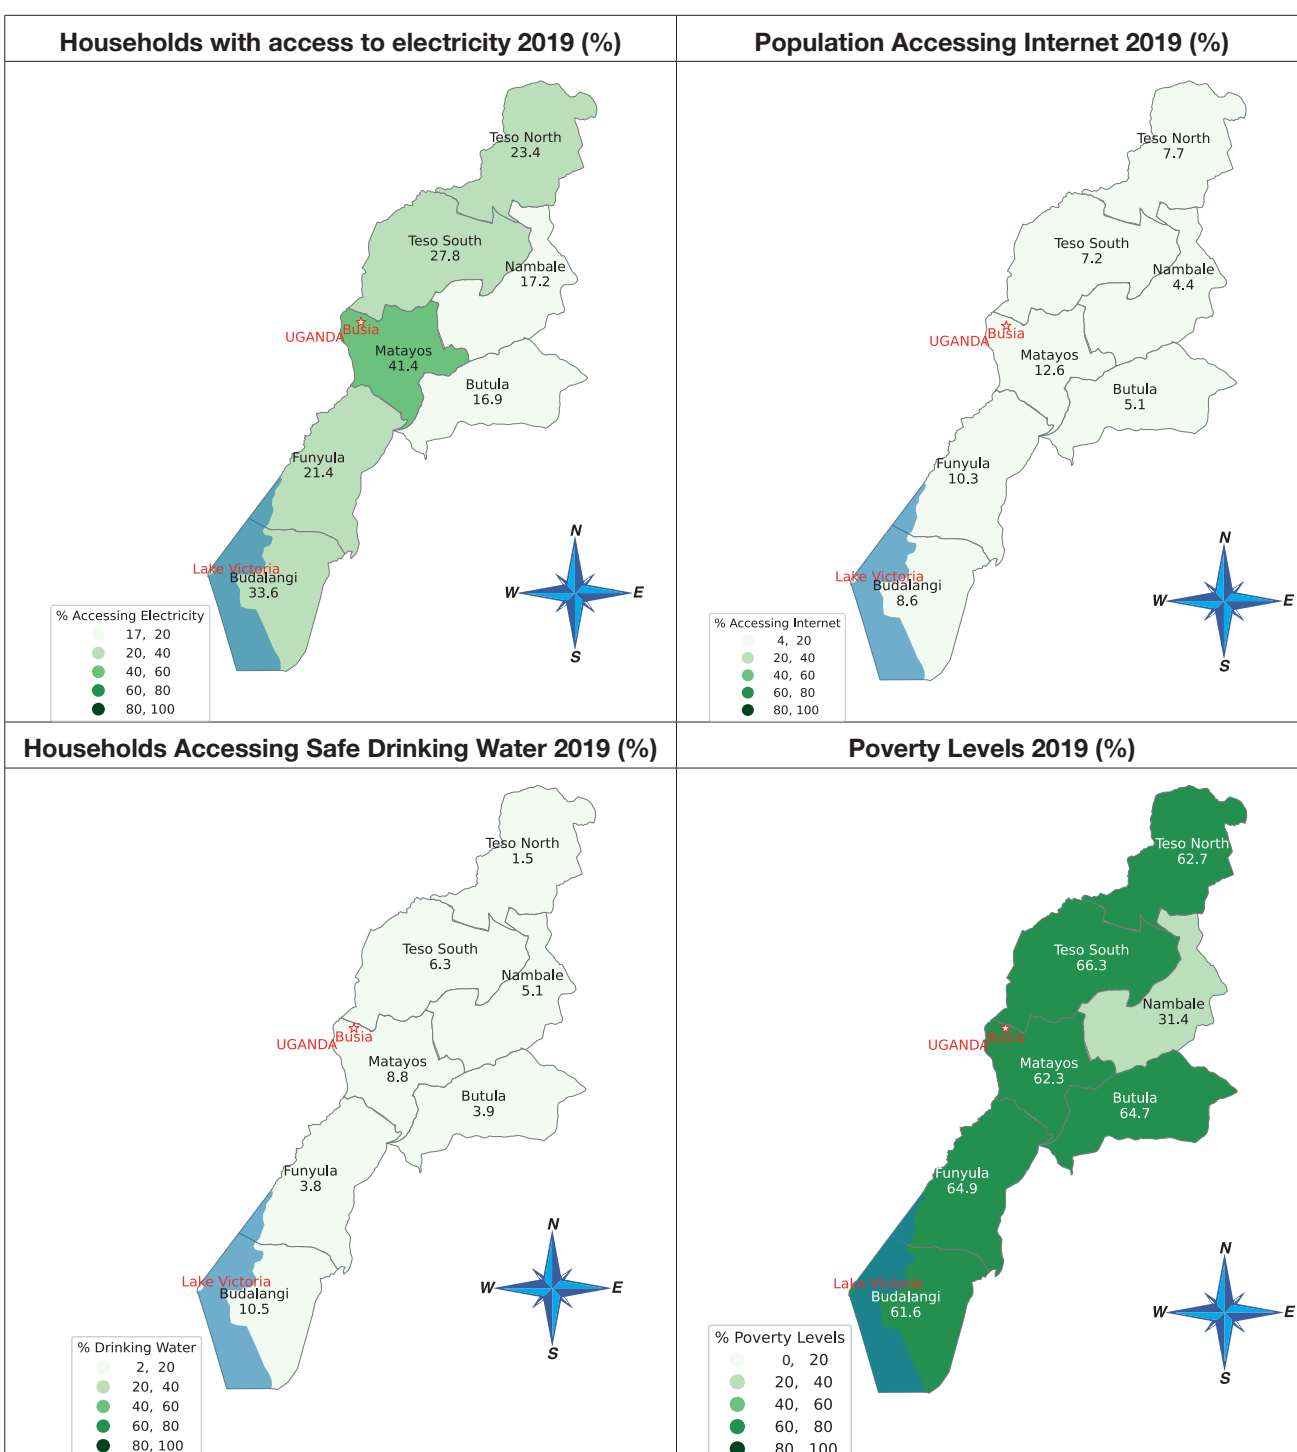 Households with access to electricity 2019 (%)
Teso North
23.4
Teso South
27.8
Nambale
17.2
Busia
UGANDA
Matayos
41.4
Butula
16.9
Funyula
21.4
Lake Victoria
Budalangi
33.6
N
W
E
S
% Accessing Electricity
17, 20
20, 40
40, 60
60, 80
80, 100
Population Accessing Internet 2019 (%)
Teso North
7.7
Teso South
7.2
Nambale
4.4
Busia
UGANDA
Matayos
12.6
Butula
5.1
Funyula
10.3
Lake Victoria
Budalangi
8.6
N
W
E
S
% Accessing Internet
4, 20
20, 40
40, 60
60, 80
80, 100
Households Accessing Safe Drinking Water 2019 (%)
Teso North
1.5
Teso South
6.3
Nambale
5.1
Busia
UGANDA
Matayos
8.8
Butula
3.9
Funyula
3.8
Lake Victoria
Budalangi
10.5
N
W
E
S
% Drinking Water
2, 20
20, 40
40, 60
60, 80
80, 100
Poverty Levels 2019 (%)
Teso North
62.7
Teso South
66.3
Nambale
31.4
Busia
UGANDA
Matayos
62.3
Butula
64.7
Funyula
64.9
Lake Victoria
Budalangi
61.6
N
W
E
S
% Poverty Levels
0, 20
20, 40
40, 60
60, 80
80, 100